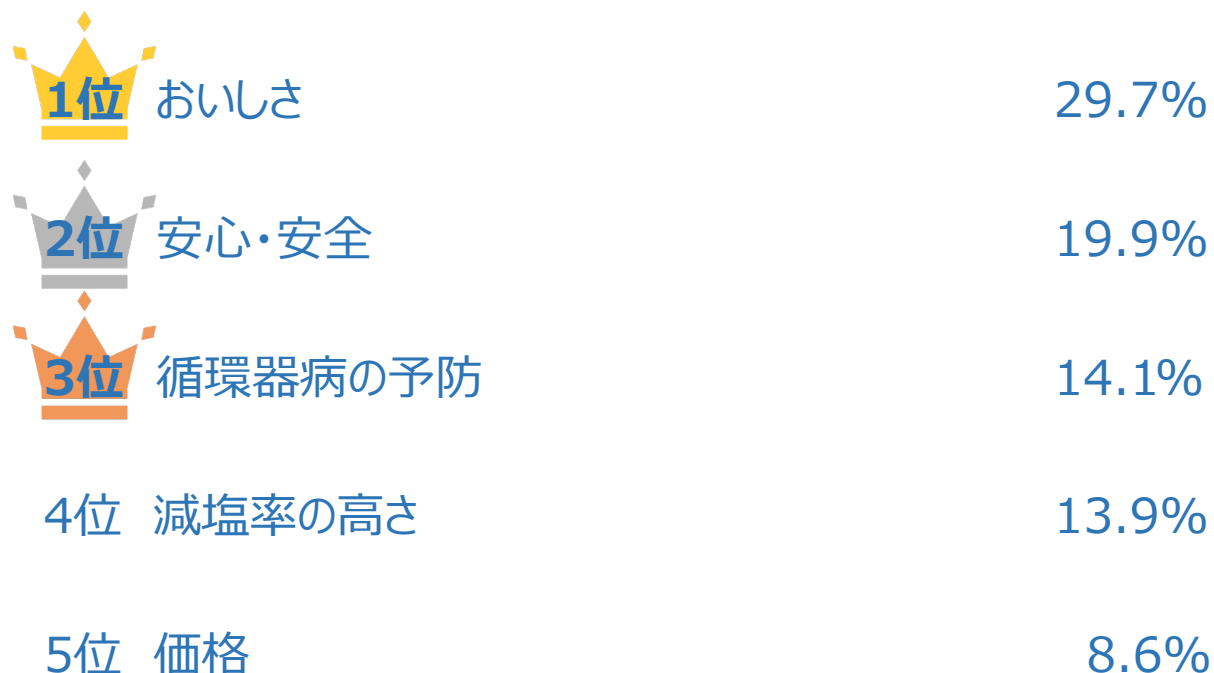 1位 おいしさ 29.7%
2位 安心・安全 19.9%
3位 循環器病の予防 14.1%
4位 減塩率の高さ 13.9%
5位 価格 8.6%